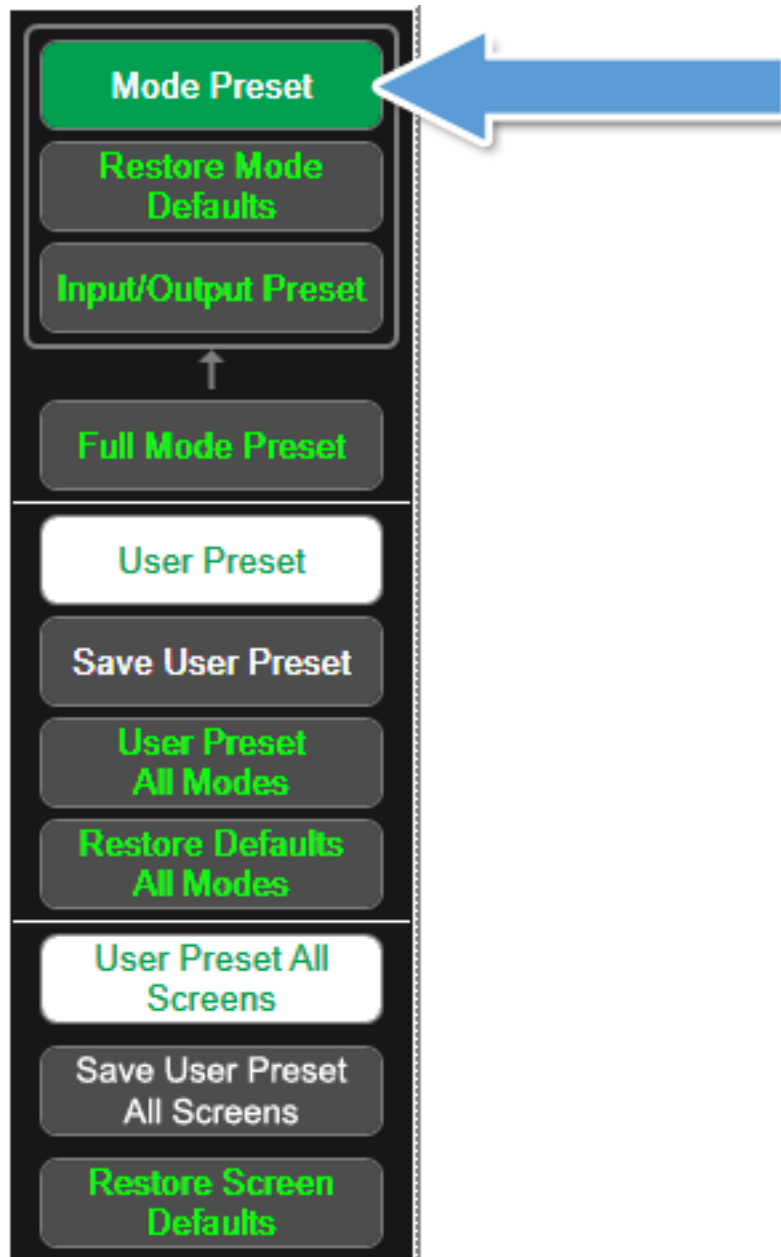 Mode Preset
Restore Mode
Defaults
Input/Output Preset
Full Mode Preset
User Preset
Save User Preset
User Preset
All Modes
Restore Defaults
All Modes
User Preset All
Screens
Save User Preset
All Screens
Restore Screen
Defaults